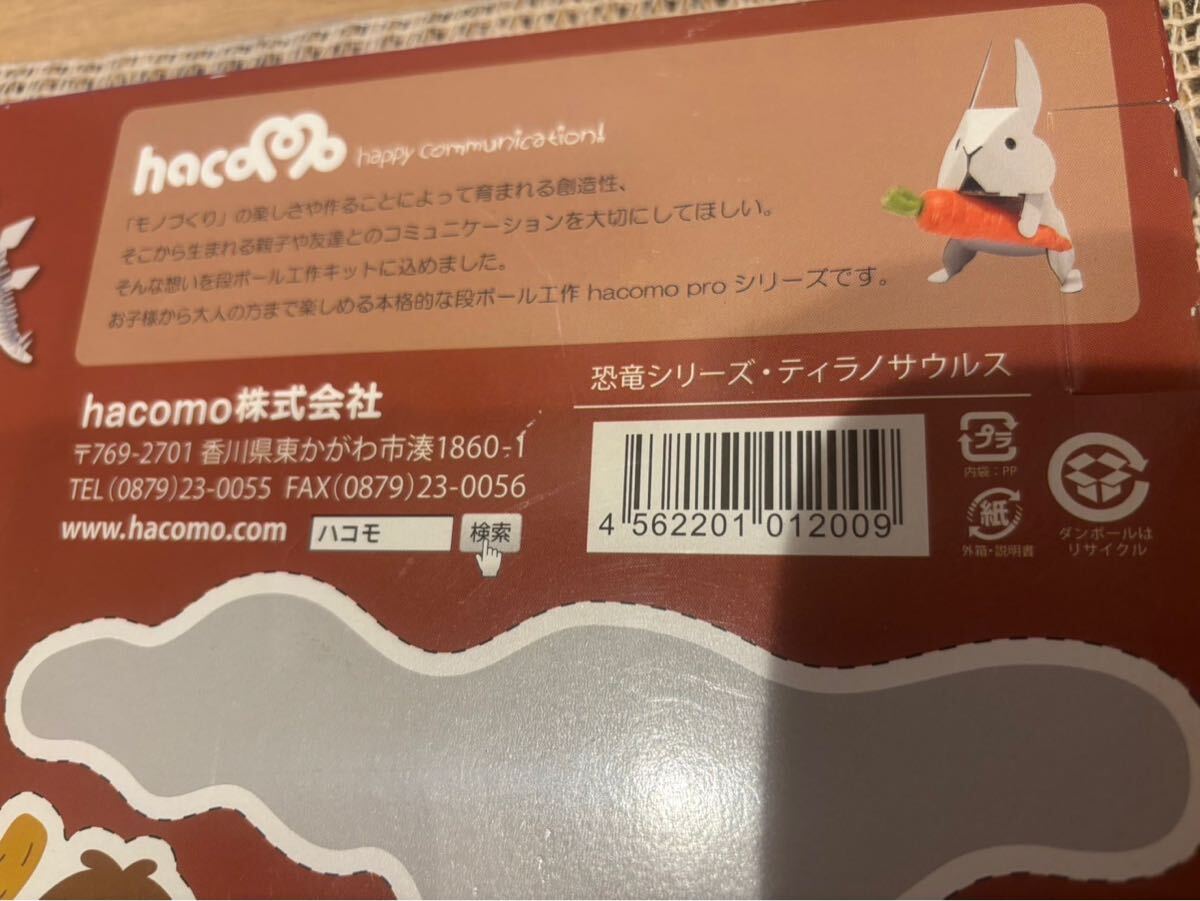 hacomo happy communication!
「モノづくり」の楽しさや作ることによって育まれる創造性、
そこから生まれる親子や友達とのコミュニケーションを大切にしてほしい。
そんな想いを段ボール工作キットに込めました。
お子様から大人の方まで楽しめる本格的な段ボール工作 hacomo pro シリーズです。
hacomo株式会社
〒769-2701 香川県東かがわ市湊1860-1
TEL(0879)23-0055 FAX(0879)23-0056
www.hacomo.com ハコモ 検索
恐竜シリーズ・ティラノサウルス
4 562201 012009
プラ
内袋:PP
紙
外箱・説明書
ダンボールは
リサイクル